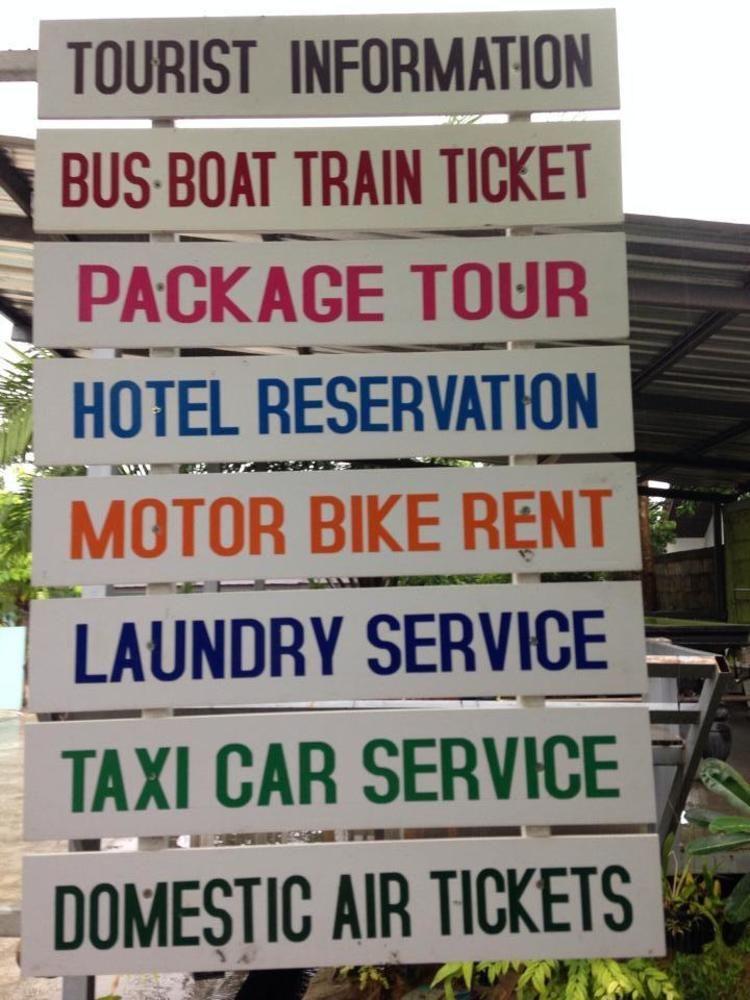 TOURIST INFORMATION
BUS BOAT TRAIN TICKET
PACKAGE TOUR
HOTEL RESERVATION
MOTOR BIKE RENT
LAUNDRY SERVICE
TAXI CAR SERVICE
DOMESTIC AIR TICKETS